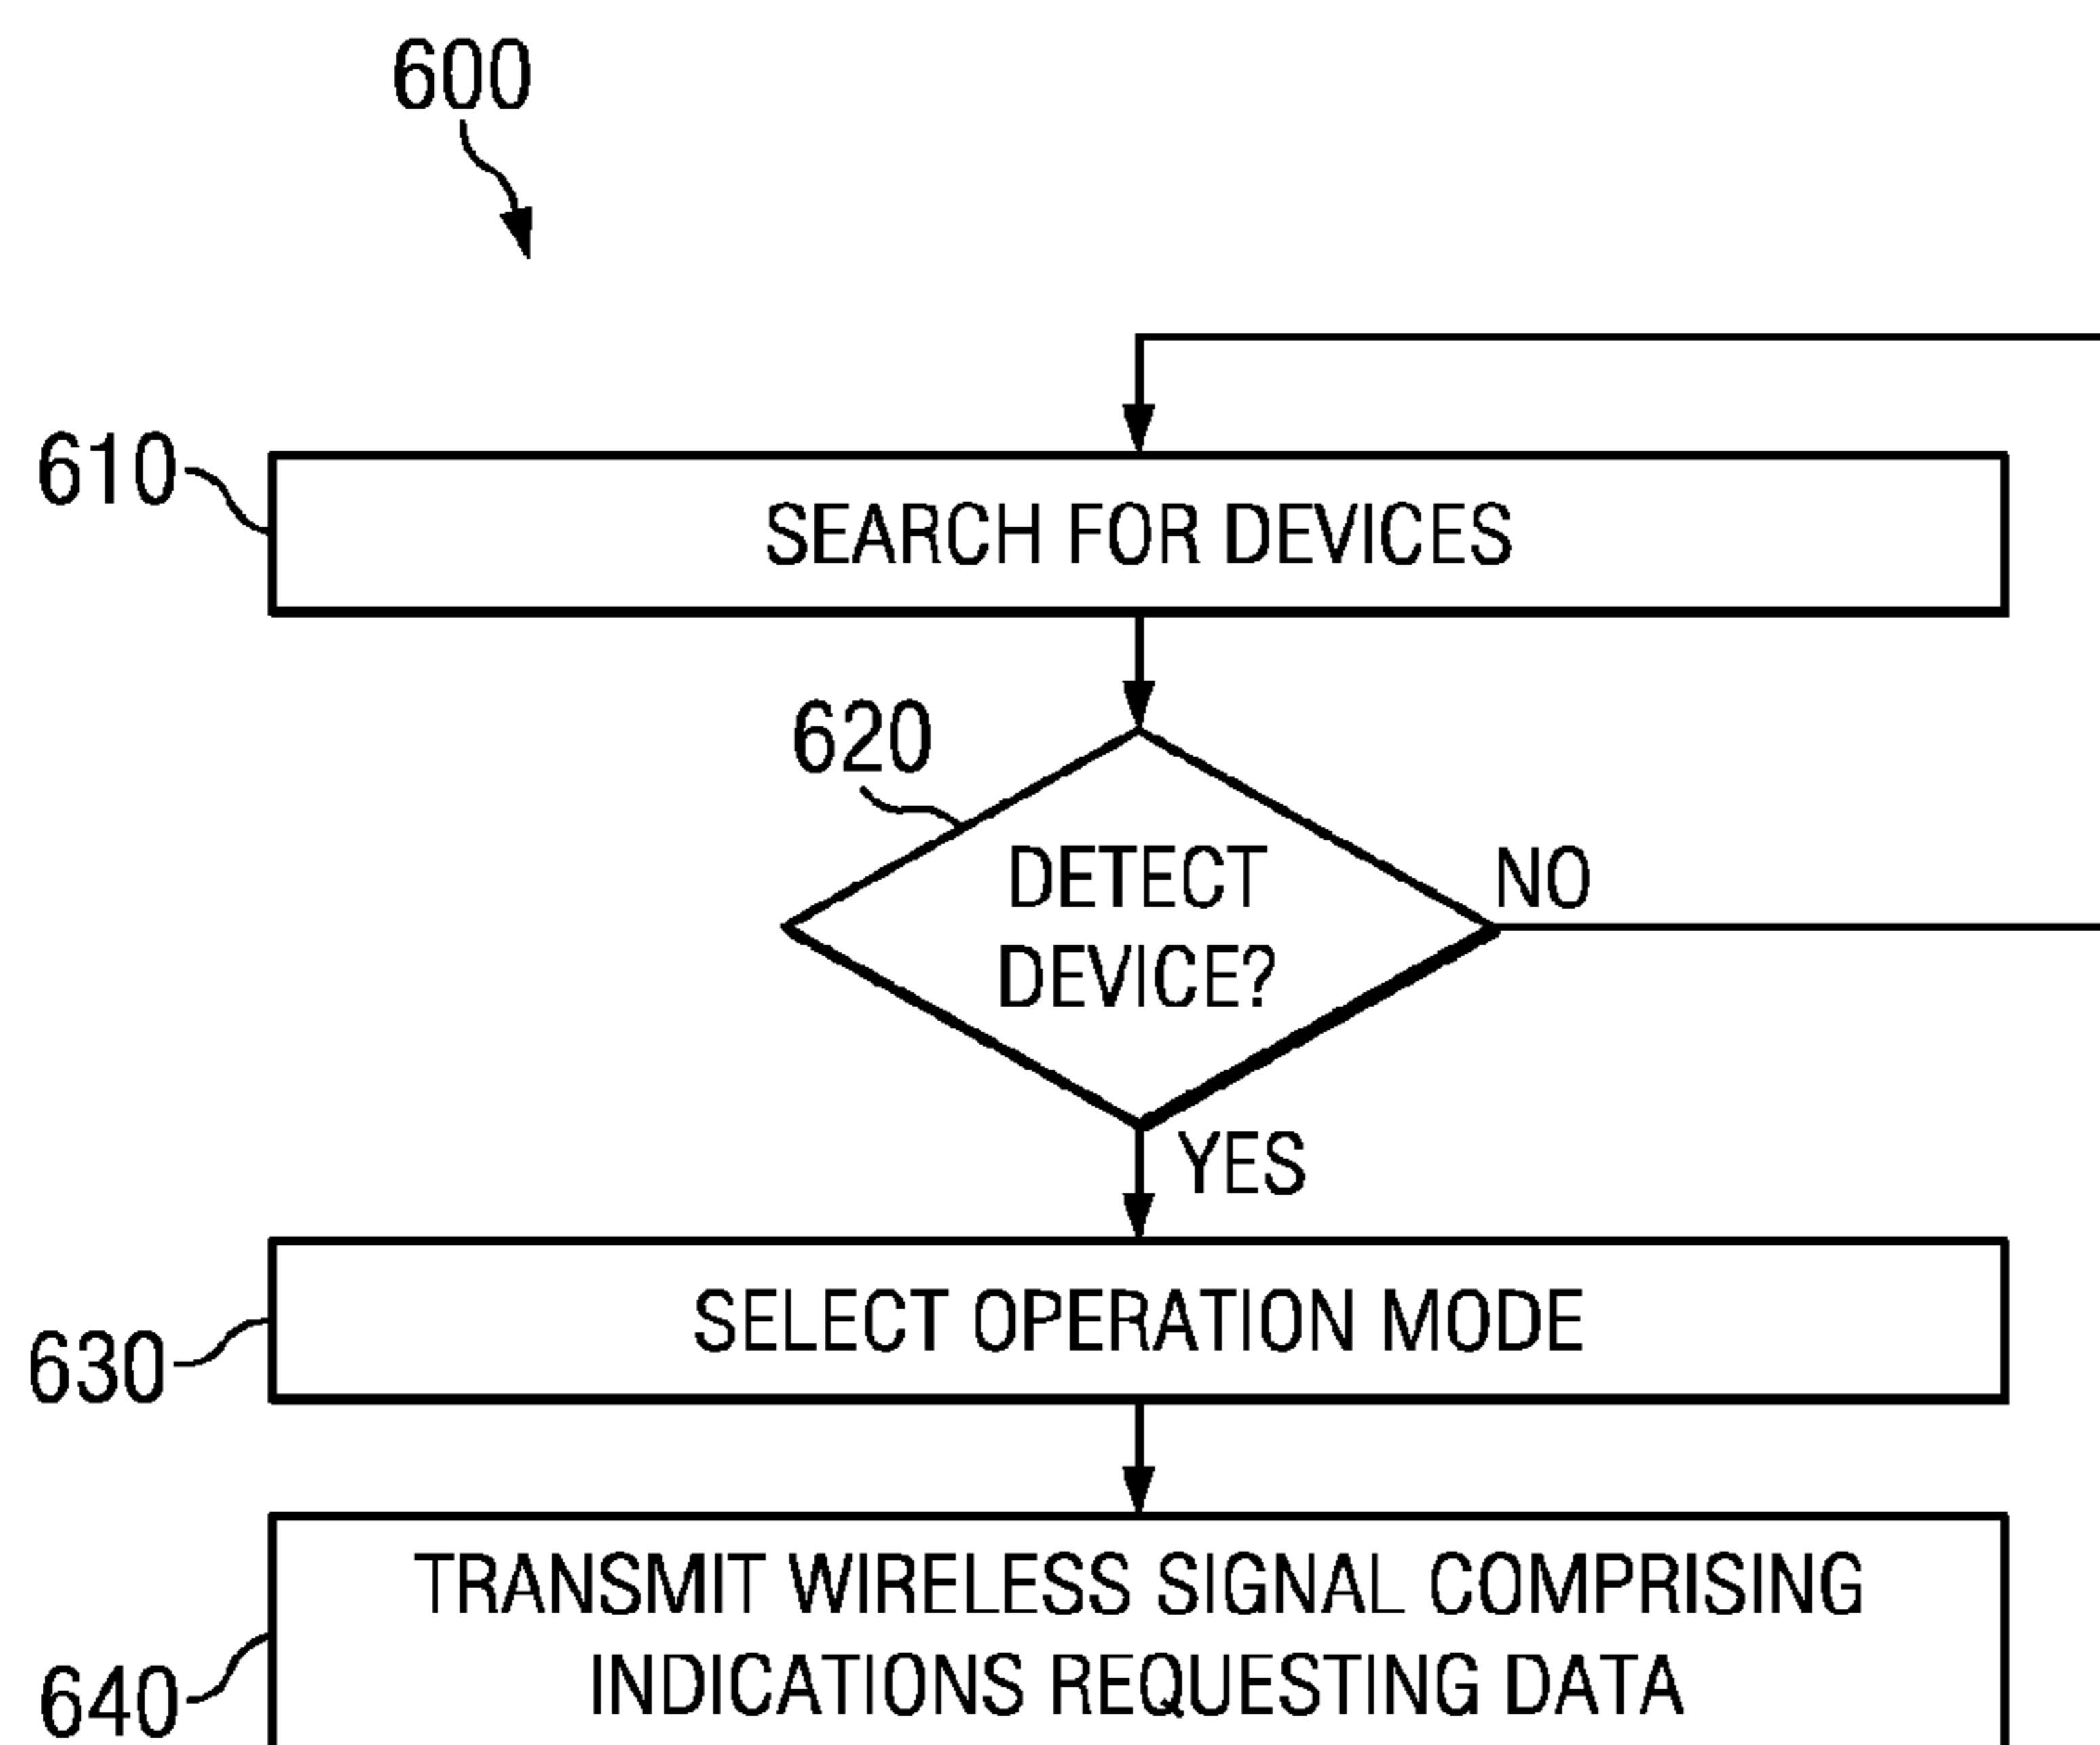 600
610
SEARCH FOR DEVICES
620
DETECT
DEVICE?
NO
YES
SELECT OPERATION MODE
630
TRANSMIT WIRELESS SIGNAL COMPRISING
INDICATIONS REQUESTING DATA
640